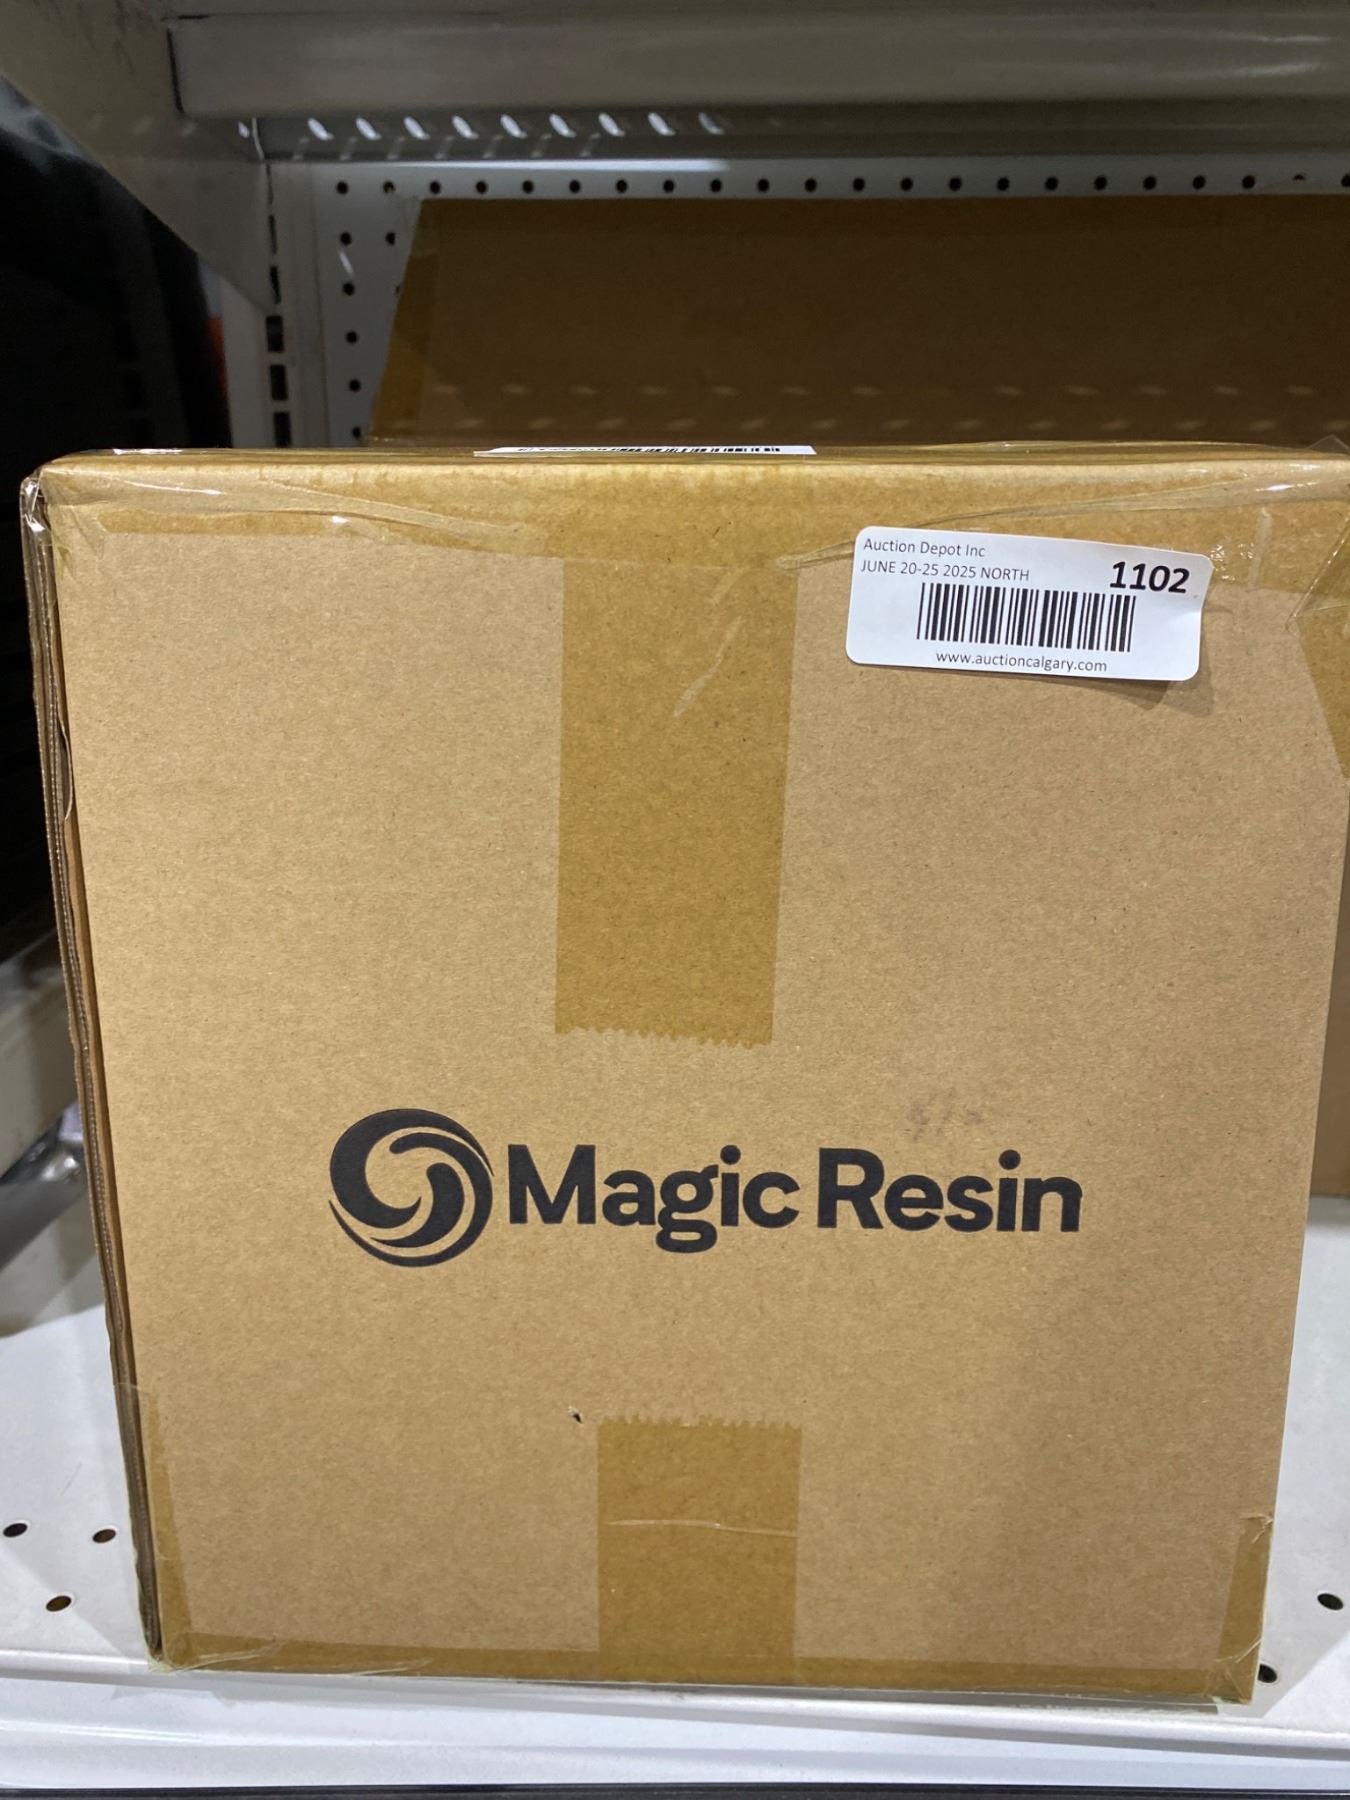 Auction Depot Inc
JUNE 20-25 2025 NORTH
1102
www.auctioncalgary.com
Magic Resin